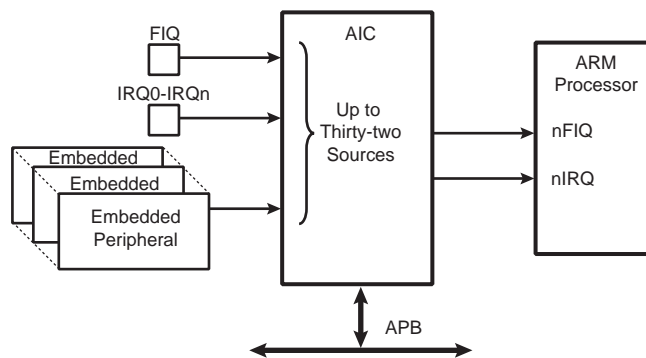 FIQ
IRQ0-IRQn
Embedded
Embedded
Embedded
Peripheral
AIC
Up to
Thirty-two
Sources
ARM
Processor
nFIQ
nIRQ
APB